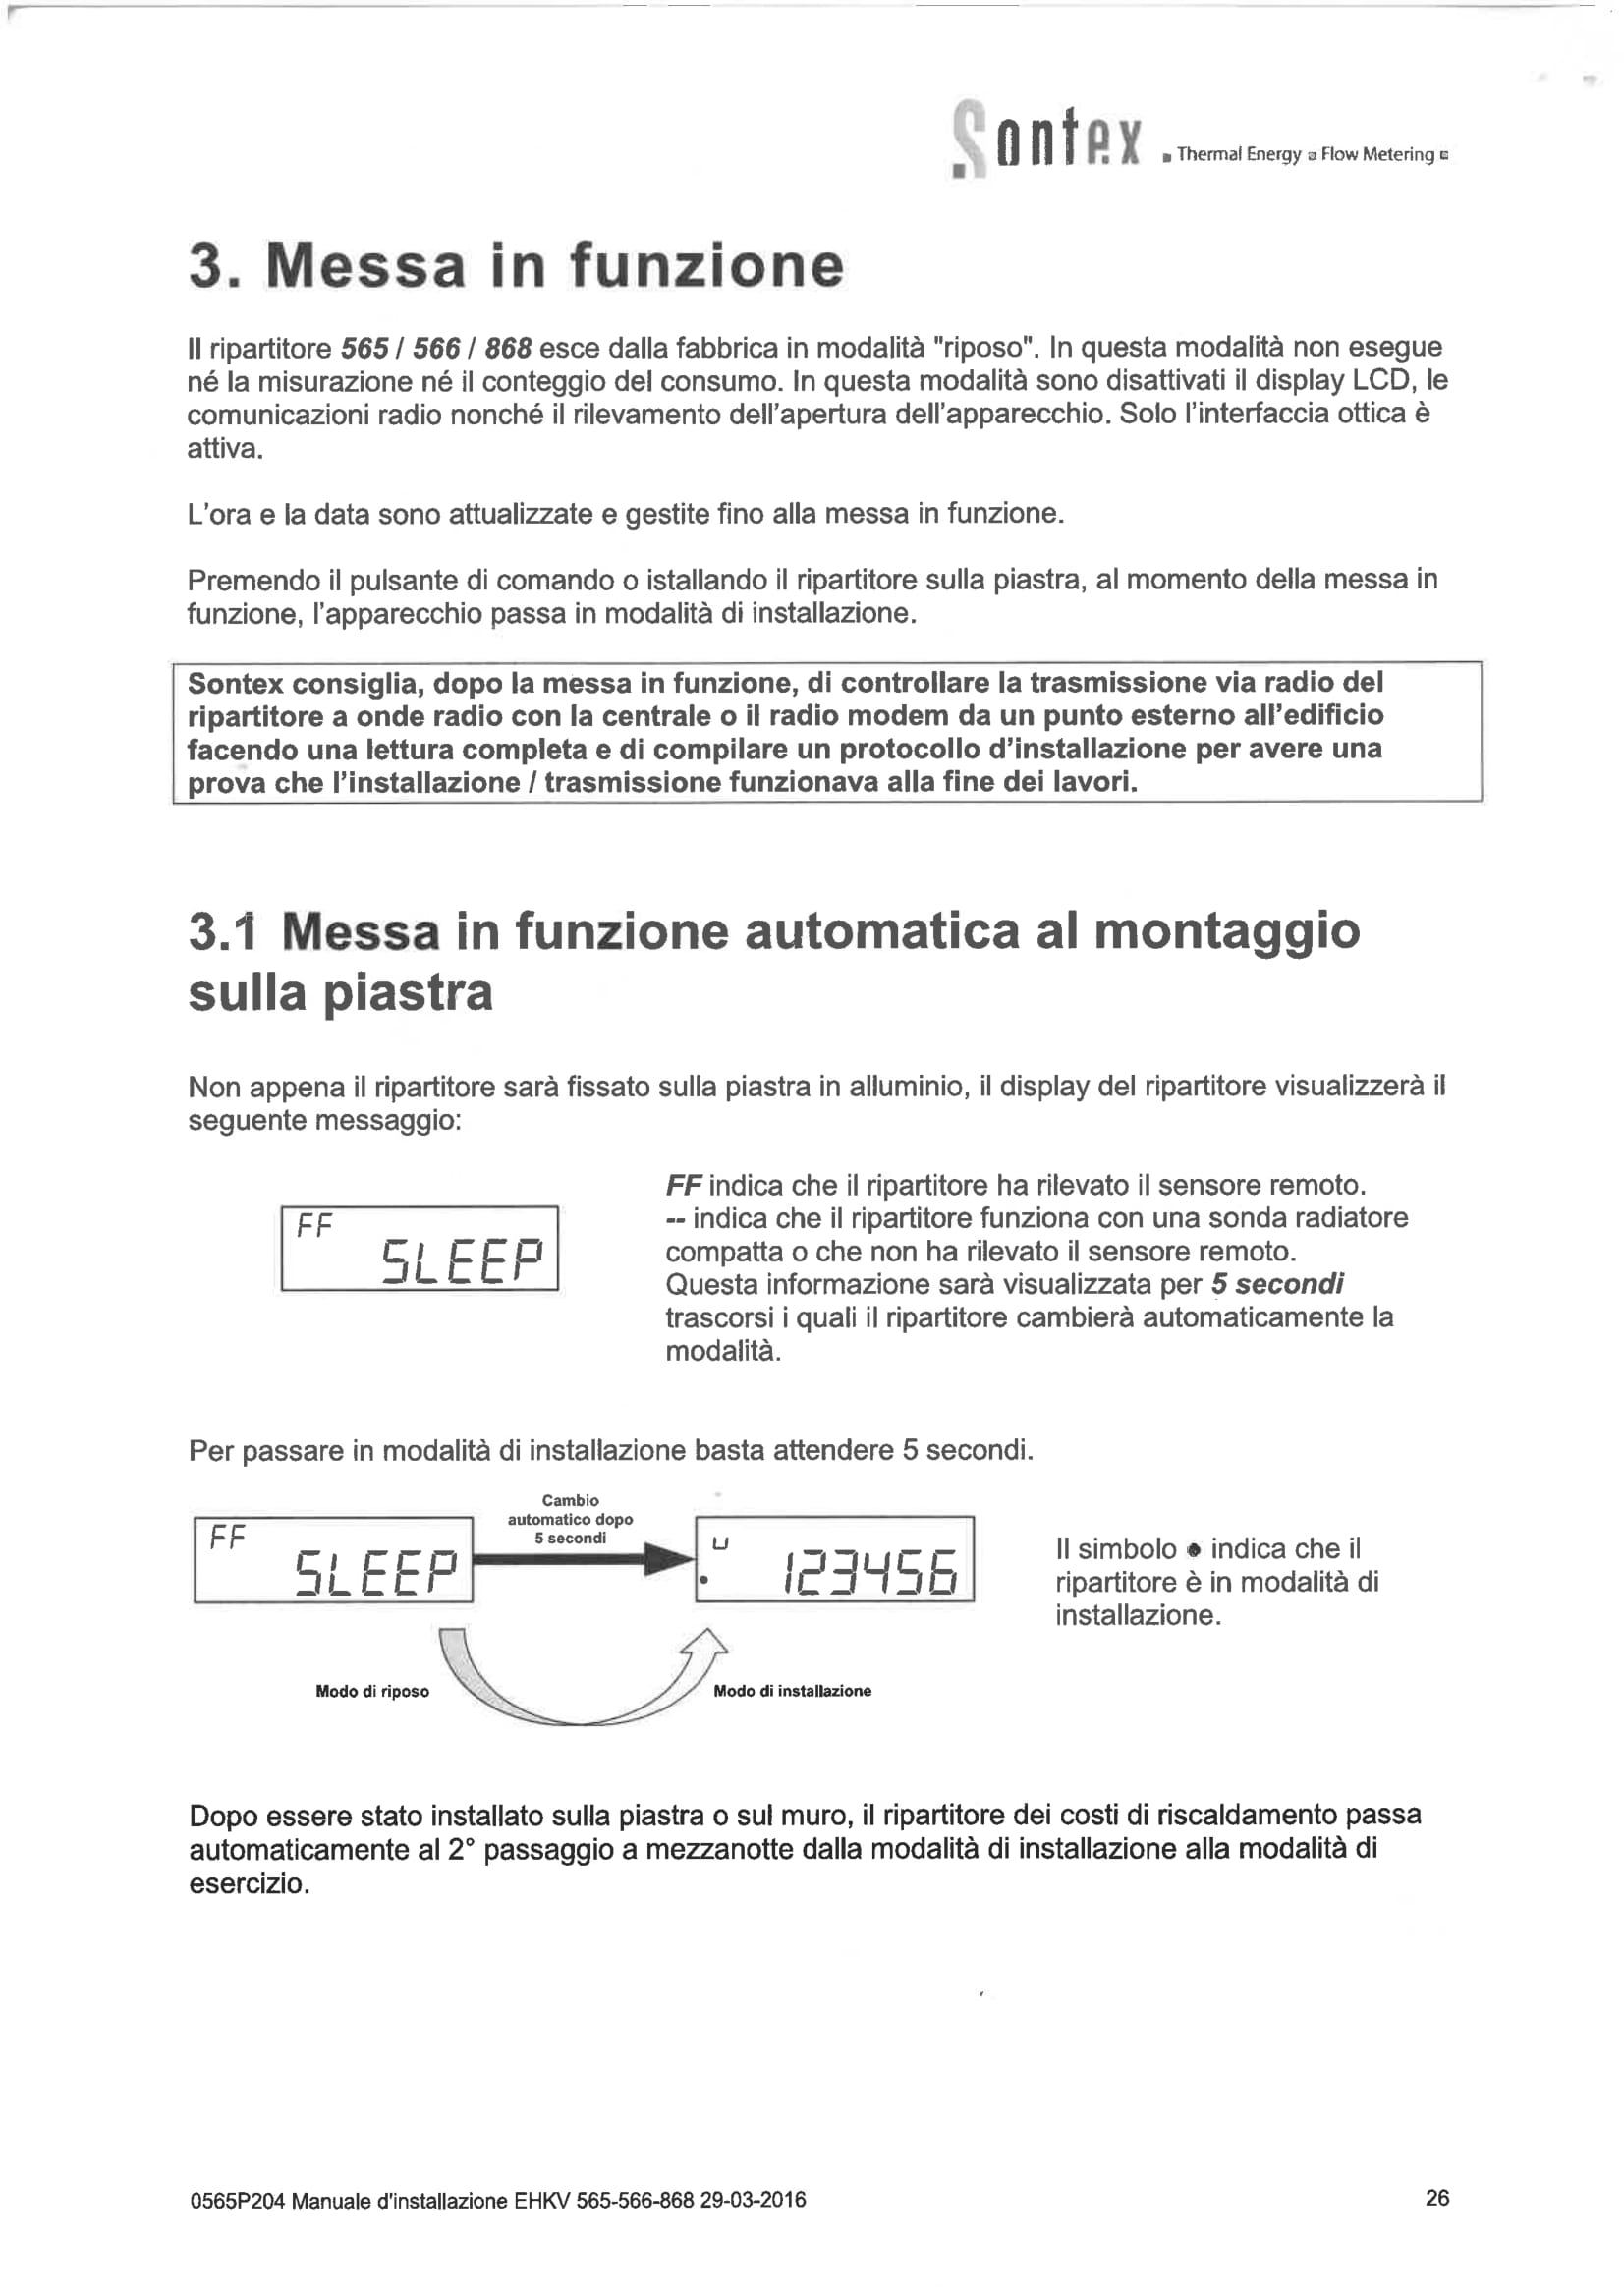 Sontex
Thermal Energy Flow Metering
3. Messa in funzione
Il ripartitore 565 / 566 / 868 esce dalla fabbrica in modalità "riposo". In questa modalità non esegue
né la misurazione né il conteggio del consumo. In questa modalità sono disattivati il display LCD, le
comunicazioni radio nonché il rilevamento dell'apertura dell'apparecchio. Solo l'interfaccia ottica è
attiva.
L'ora e la data sono attualizzate e gestite fino alla messa in funzione.
Premendo il pulsante di comando o istallando il ripartitore sulla piastra, al momento della messa in
funzione, l'apparecchio passa in modalità di installazione.
Sontex consiglia, dopo la messa in funzione, di controllare la trasmissione via radio del
ripartitore a onde radio con la centrale o il radio modem da un punto esterno all'edificio
facendo una lettura completa e di compilare un protocollo d'installazione per avere una
prova che l'installazione / trasmissione funzionava alla fine dei lavori.
3.1 Messa in funzione automatica al montaggio
sulla piastra
Non appena il ripartitore sarà fissato sulla piastra in alluminio, il display del ripartitore visualizzerà il
seguente messaggio:
FF
SLEEP
FF indica che il ripartitore ha rilevato il sensore remoto.
-- indica che il ripartitore funziona con una sonda radiatore
compatta o che non ha rilevato il sensore remoto.
Questa informazione sarà visualizzata per 5 secondi
trascorsi i quali il ripartitore cambierà automaticamente la
modalità.
Per passare in modalità di installazione basta attendere 5 secondi.
FF
SLEEP
Cambio
automatico dopo
5 secondi
u
. 123456
Il simbolo ● indica che il
ripartitore è in modalità di
installazione.
Modo di riposo
Modo di installazione
Dopo essere stato installato sulla piastra o sul muro, il ripartitore dei costi di riscaldamento passa
automaticamente al 2° passaggio a mezzanotte dalla modalità di installazione alla modalità di
esercizio.
0565P204 Manuale d'installazione EHKV 565-566-868 29-03-2016
26